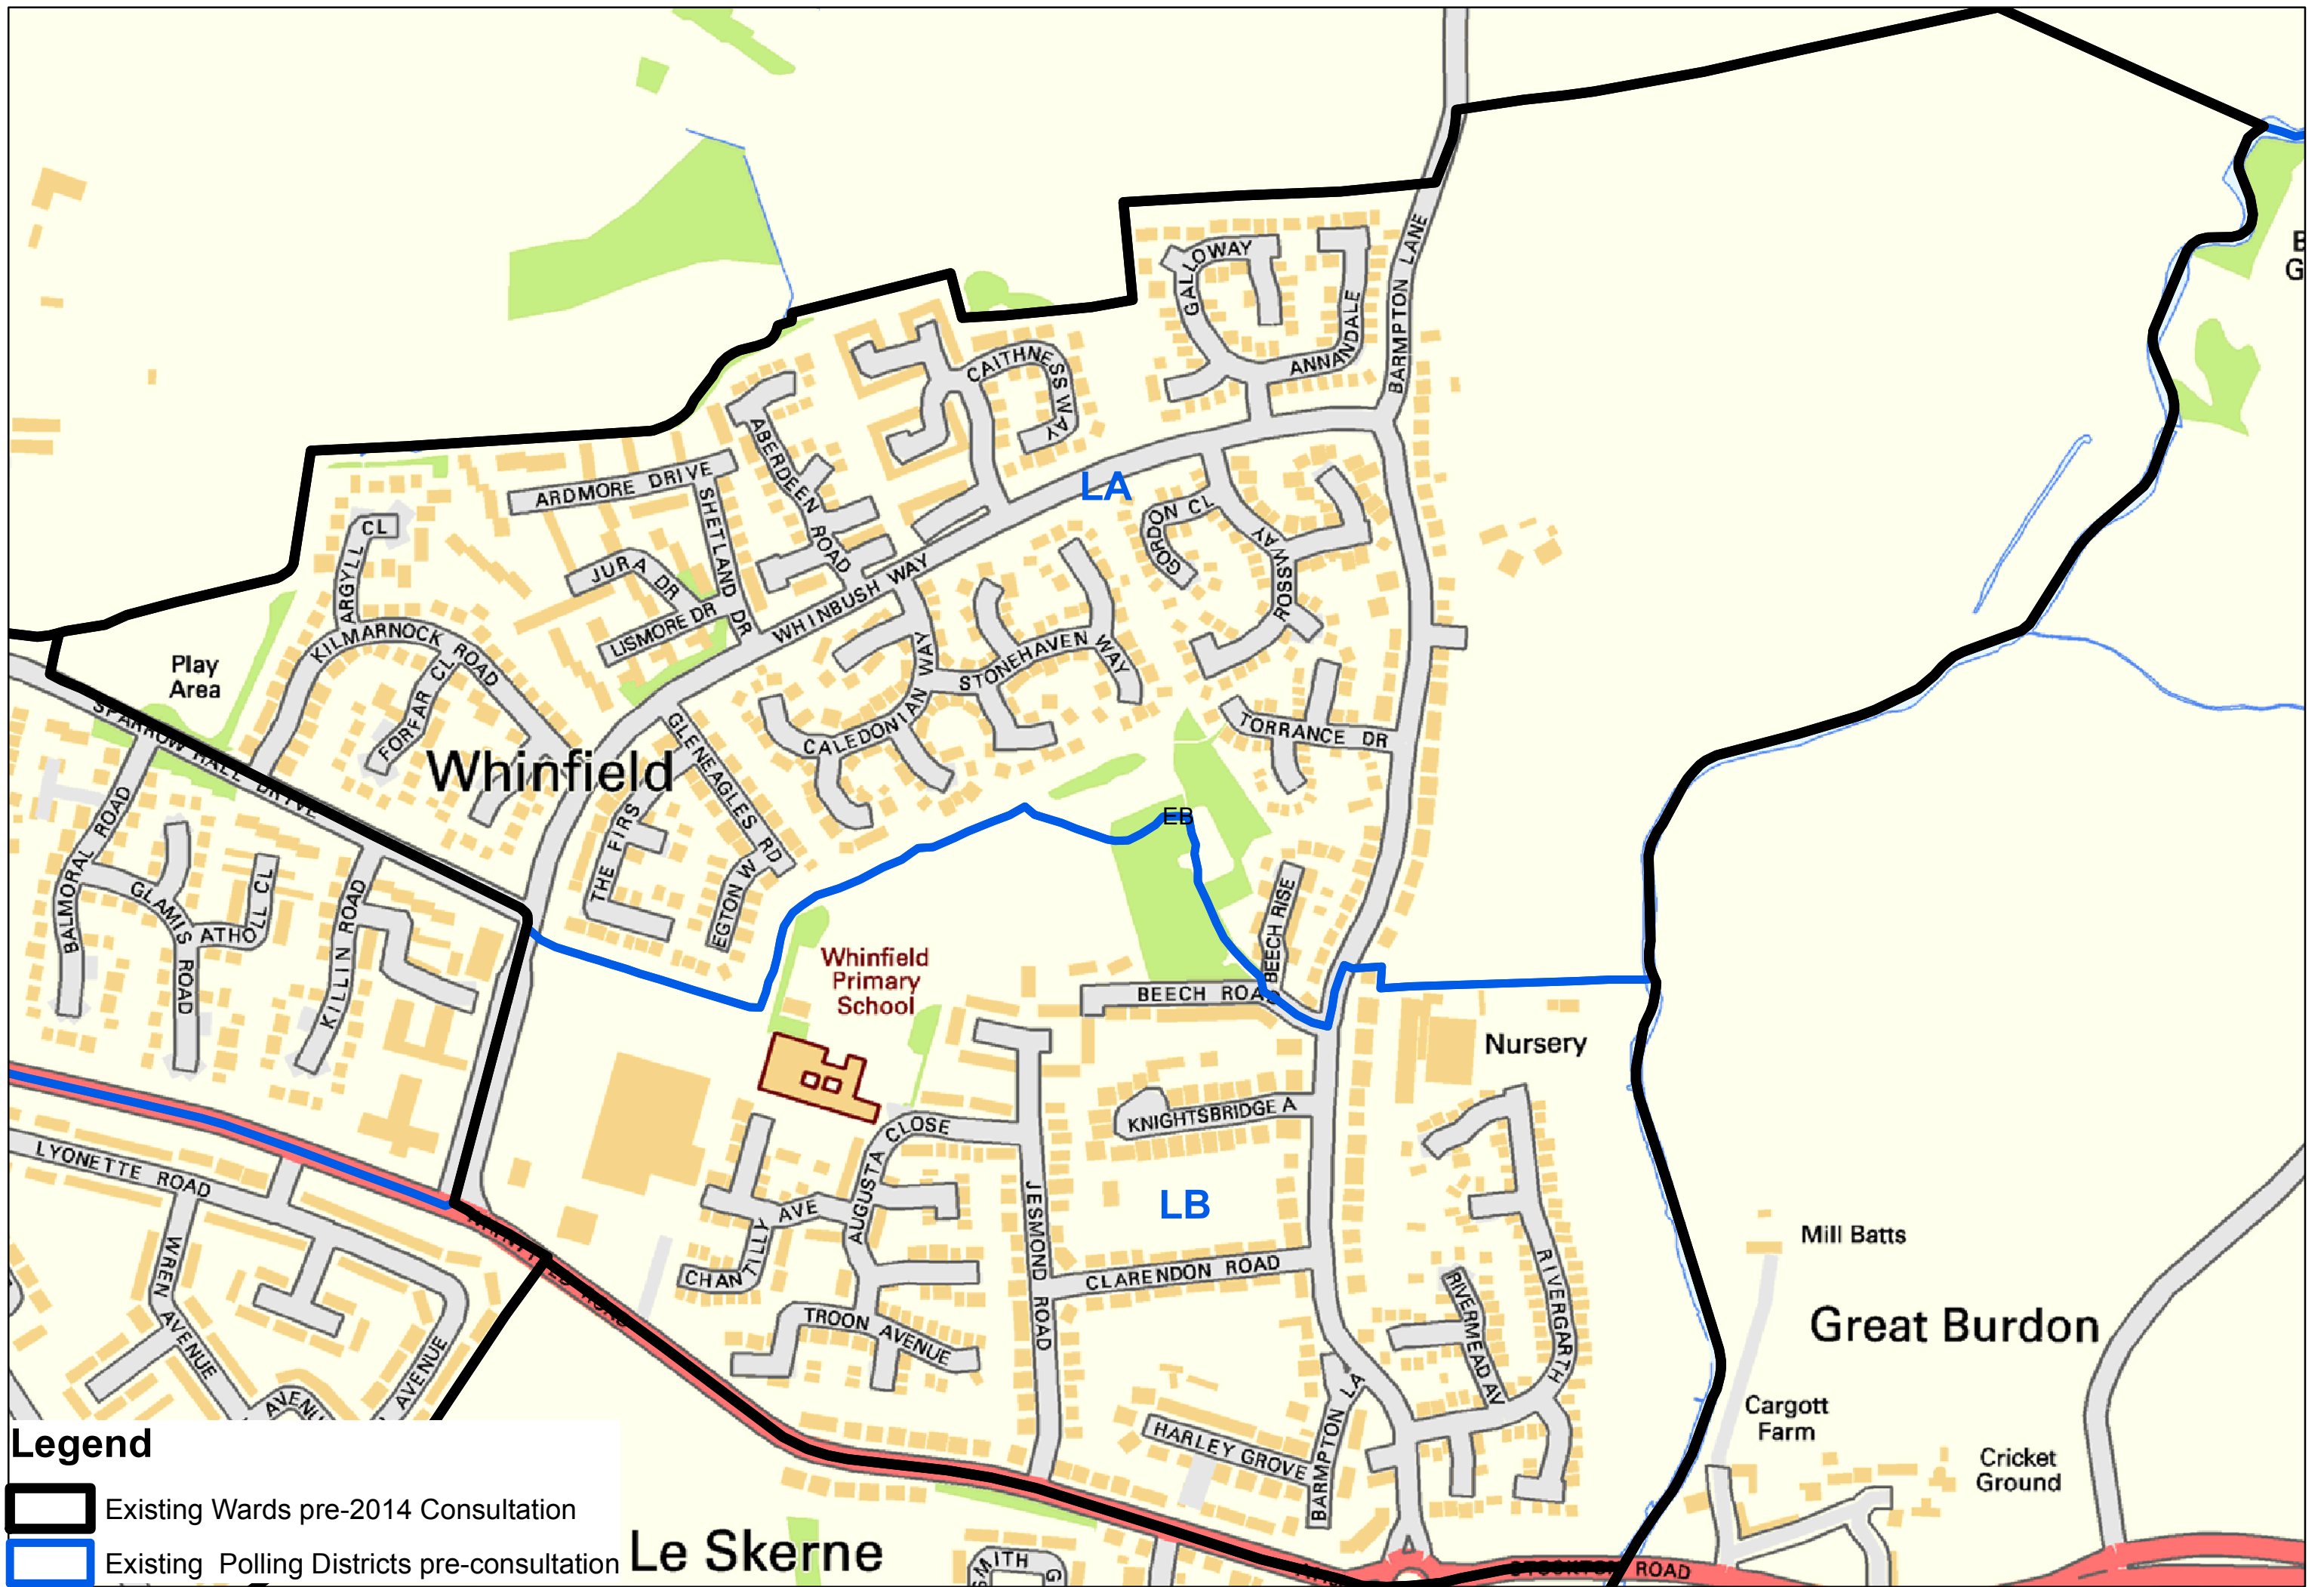 GALLOWAY
ANNANDALE
BARMPTON LANE
CAITHNESS WAY
ABERDEEN ROAD
ARDMORE DRIVE
SHETLAND DR
LA
GORDON CL
ROSSWAY
WAY
ARGYLL CL
JURA DR
LISMORE DR
WHINBUSH WAY
KILMARNOCK ROAD
FORFAR CL
STONEHAVEN WAY
CALEDONIAN WAY
Play
Area
SPARROW HALL DRIVE
Whinfield
GLENEAGLES RD
THE FIRS
EGTON W
TORRANCE DR
EB
BALMORAL ROAD
GLAMIS ROAD
ATHOLL CL
KILLIN ROAD
Whinfield
Primary
School
BEECH RISE
BEECH ROAD
Nursery
KNIGHTSBRIDGE A
AUGUSTA CLOSE
LYONETTE ROAD
WREN AVENUE
AVENUE
AVENU
CHANTILLY AVE
JESMOND ROAD
LB
CLARENDON ROAD
TROON AVENUE
RIVERGARTH
RIVERMEAD AV
Mill Batts
Great Burdon
Cargott
Farm
Cricket
Ground
HARLEY GROVE
BARMPTON LA
STOCKTON ROAD
Le Skerne
SMITH G
B
G
Legend
Existing Wards pre-2014 Consultation
Existing  Polling Districts pre-consultation